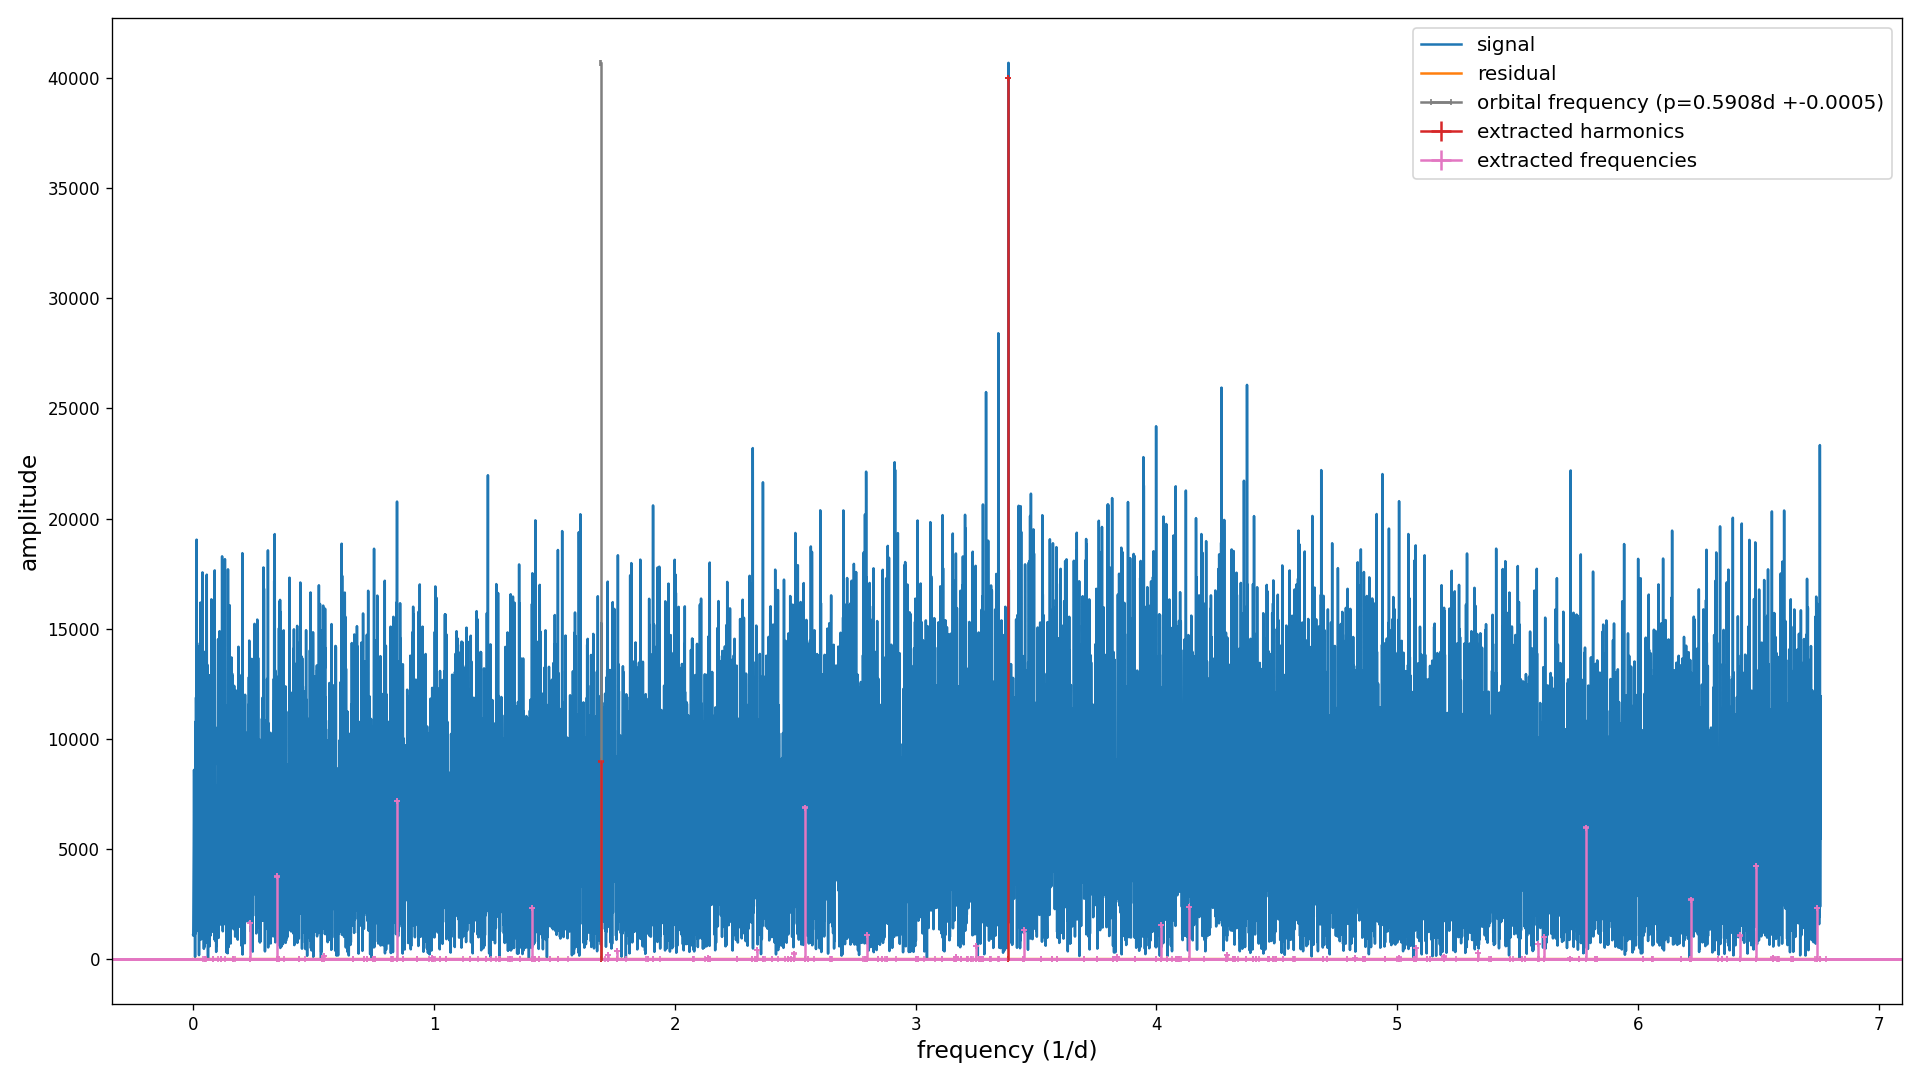 signal
residual
orbital frequency (p=0.5908d +-0.0005)
extracted harmonics
extracted frequencies
40000
35000
30000
25000
20000
15000
10000
5000
0
amplitude
0 1 2 3 4 5 6 7
frequency (1/d)